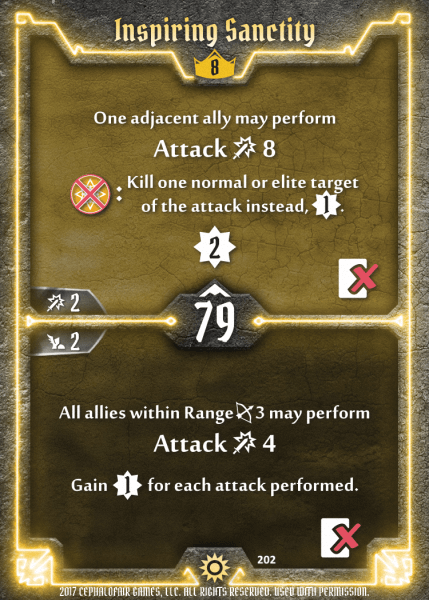 Inspiring Sanctity
8
One adjacent ally may perform
Attack 8
: Kill one normal or elite target
of the attack instead, 1.
2
2
79
2
All allies within Range 3 may perform
Attack 4
Gain 1 for each attack performed.
202
2017 CEPHALOFAIR GAMES, LLC. ALL RIGHTS RESERVED. USED WITH PERMISSION.